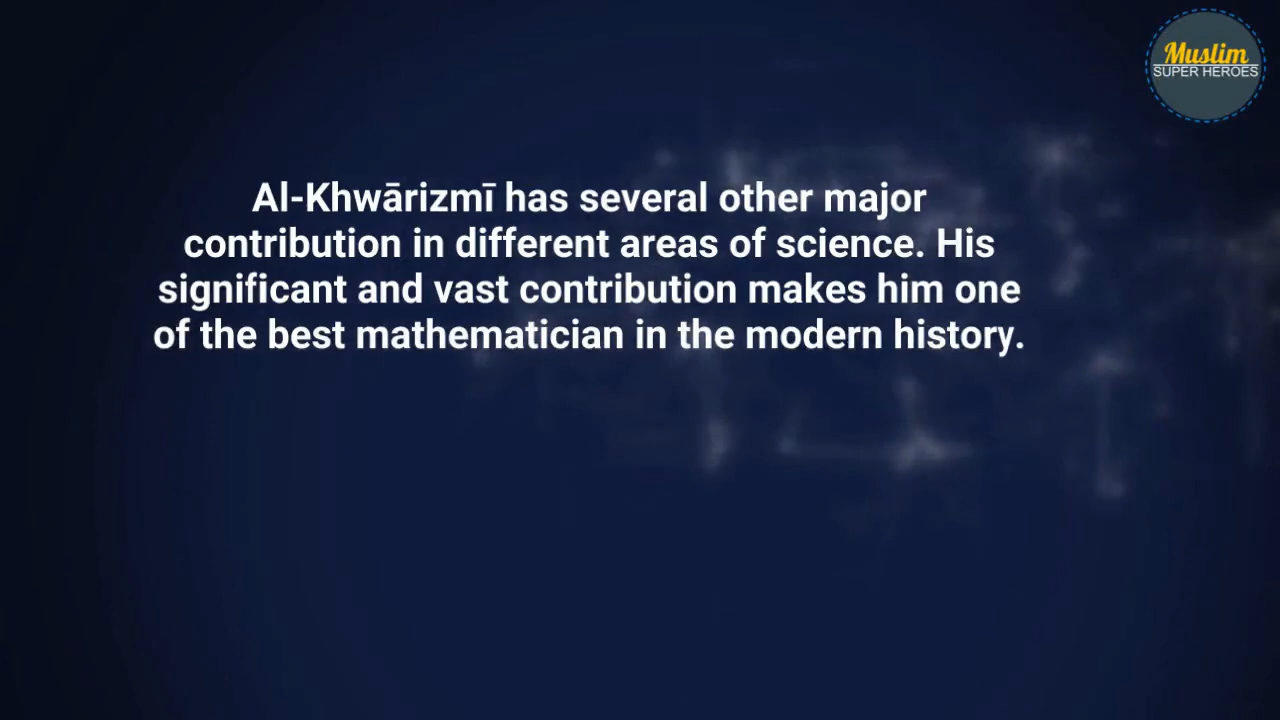 Muslim
SUPER HEROES
Al-Khwārizmī has several other major
contribution in different areas of science. His
significant and vast contribution makes him one
of the best mathematician in the modern history.